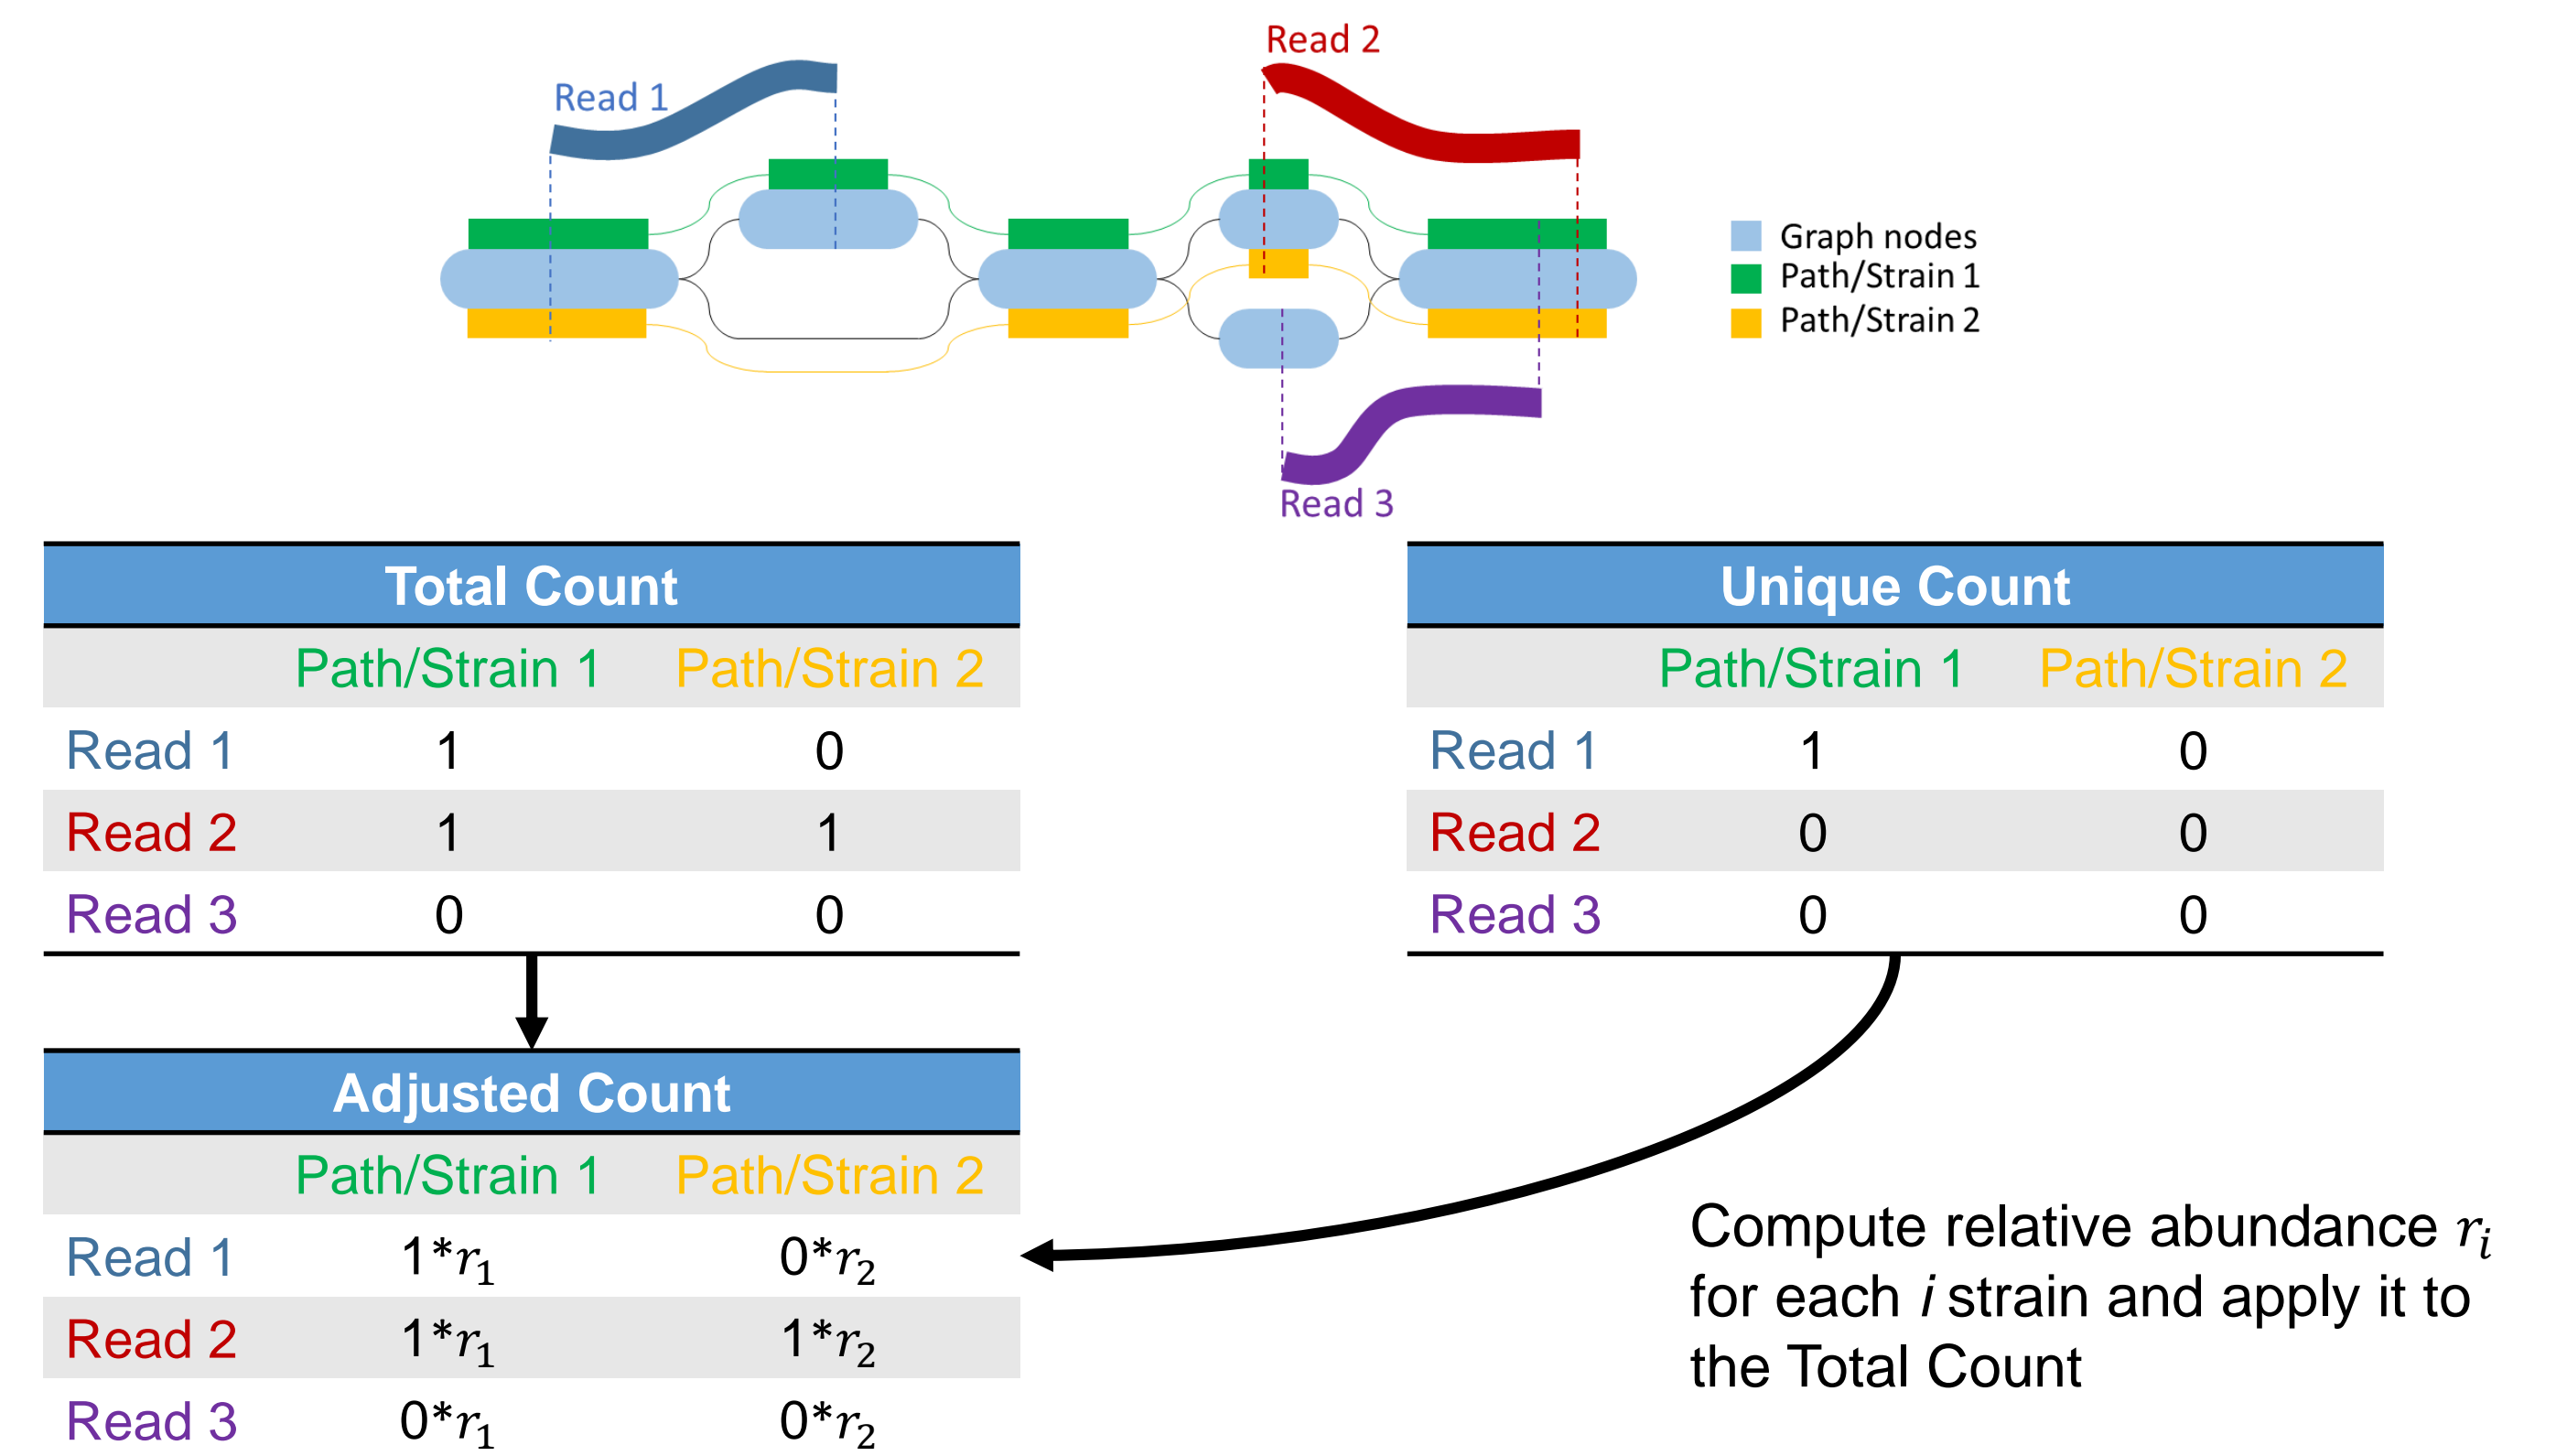 Read 2
Read 1
Graph nodes
Path/Strain 1
Path/Strain 2
Read 3
Total Count
Path/Strain 1 Path/Strain 2
Read 1 1 0
Read 2 1 1
Read 3 0 0
Unique Count
Path/Strain 1 Path/Strain 2
Read 1 1 0
Read 2 0 0
Read 3 0 0
Adjusted Count
Path/Strain 1 Path/Strain 2
Read 1 1*r₁ 0*r₂
Read 2 1*r₁ 1*r₂
Read 3 0*r₁ 0*r₂
Compute relative abundance rᵢ
for each i strain and apply it to
the Total Count